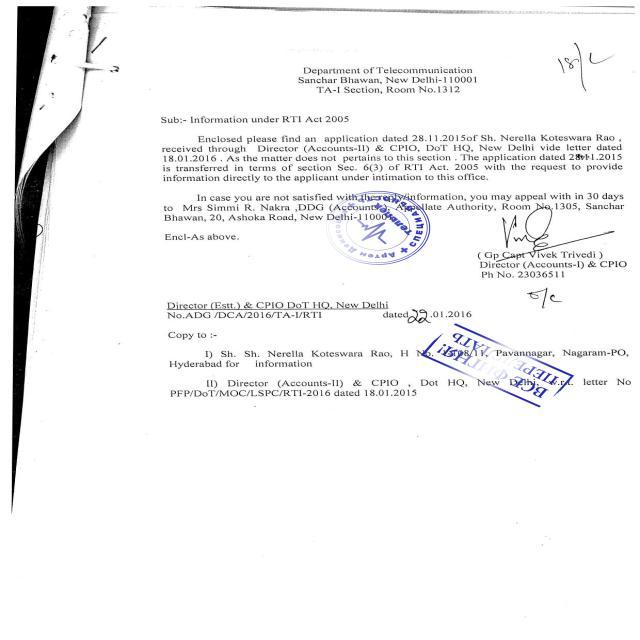 18/
Department of Telecommunication
Sanchar Bhawan, New Delhi-110001
TA-I Section, Room No.1312
Sub:- Information under RTI Act 2005
Enclosed please find an application dated 28.11.2015of Sh. Nerella Koteswara Rao ,
received through Director (Accounts-II) & CPIO, DoT HQ, New Delhi vide letter dated
18.01.2016 . As the matter does not pertains to this section . The application dated 28.11.2015
is transferred in terms of section Sec. 6(3) of RTI Act. 2005 with the request to provide
information directly to the applicant under intimation to this office.
In case you are not satisfied with the reply/information, you may appeal with in 30 days
to Mrs Simmi R. Nakra ,DDG (Accounts), Appellate Authority, Room No.1305, Sanchar
Bhawan, 20, Ashoka Road, New Delhi-110001
Encl-As above.
( Gp Capt Vivek Trivedi )
Director (Accounts-I) & CPIO
Ph No. 23036511
Director (Estt.) & CPIO DoT HQ, New Delhi
No.ADG /DCA/2016/TA-I/RTI dated 22.01.2016
Copy to :-
I) Sh. Sh. Nerella Koteswara Rao, H No. /11, Pavannagar, Nagaram-PO,
Hyderabad for information
II) Director (Accounts-II) & CPIO , Dot HQ, New Delhi, w.r.t. letter No
PFP/DoT/MOC/LSPC/RTI-2016 dated 18.01.2015
ВСЁ ФИГНЯ!
ПЕРЕ ЛАТЬ